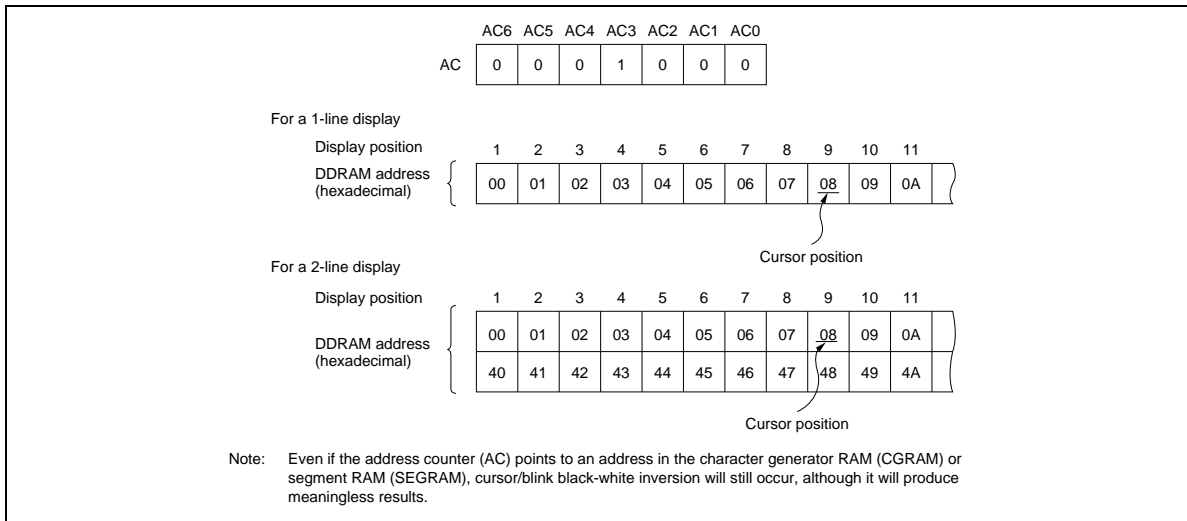 AC6 AC5 AC4 AC3 AC2 AC1 AC0
AC 0 0 0 1 0 0 0
For a 1-line display
Display position 1 2 3 4 5 6 7 8 9 10 11
DDRAM address
(hexadecimal)
00 01 02 03 04 05 06 07 08 09 0A
Cursor position
For a 2-line display
Display position 1 2 3 4 5 6 7 8 9 10 11
DDRAM address
(hexadecimal)
00 01 02 03 04 05 06 07 08 09 0A
40 41 42 43 44 45 46 47 48 49 4A
Cursor position
Note: Even if the address counter (AC) points to an address in the character generator RAM (CGRAM) or
segment RAM (SEGRAM), cursor/blink black-white inversion will still occur, although it will produce
meaningless results.